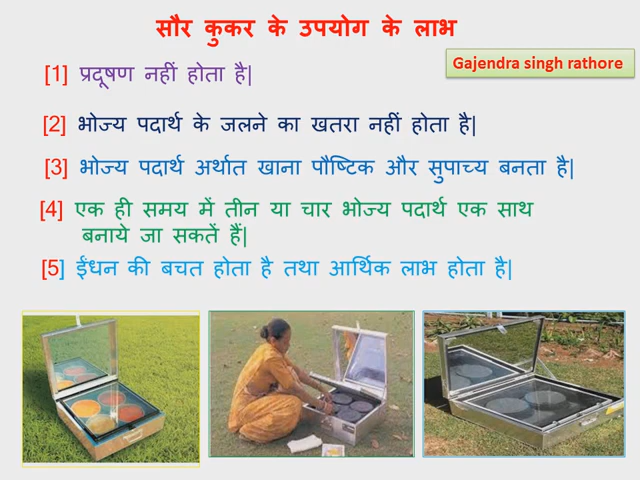 सौर कुकर के उपयोग के लाभ
Gajendra singh rathore
[1] प्रदूषण नहीं होता है|
[2] भोज्य पदार्थ के जलने का खतरा नहीं होता है|
[3] भोज्य पदार्थ अर्थात खाना पौष्टिक और सुपाच्य बनता है|
[4] एक ही समय में तीन या चार भोज्य पदार्थ एक साथ
बनाये जा सकतें हैं|
[5] ईंधन की बचत होता है तथा आर्थिक लाभ होता है|